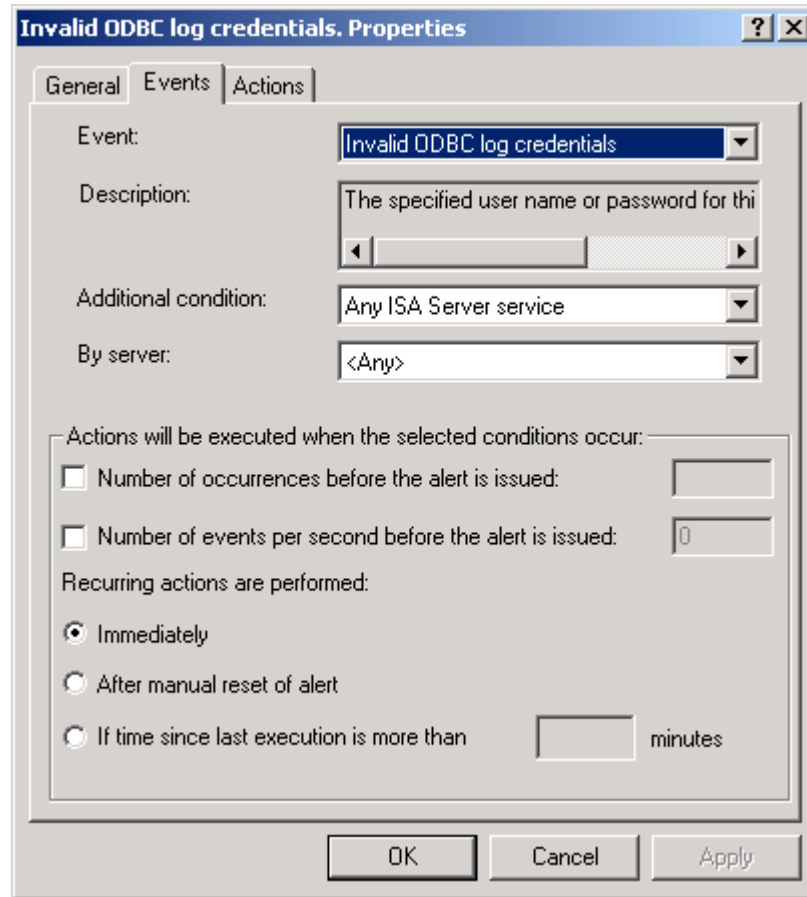 Invalid ODBC log credentials. Properties
General Events Actions
Event: Invalid ODBC log credentials
Description: The specified user name or password for thi
Additional condition: Any ISA Server service
By server: <Any>
Actions will be executed when the selected conditions occur:
Number of occurrences before the alert is issued:
Number of events per second before the alert is issued: 0
Recurring actions are performed:
Immediately
After manual reset of alert
If time since last execution is more than minutes
OK Cancel Apply